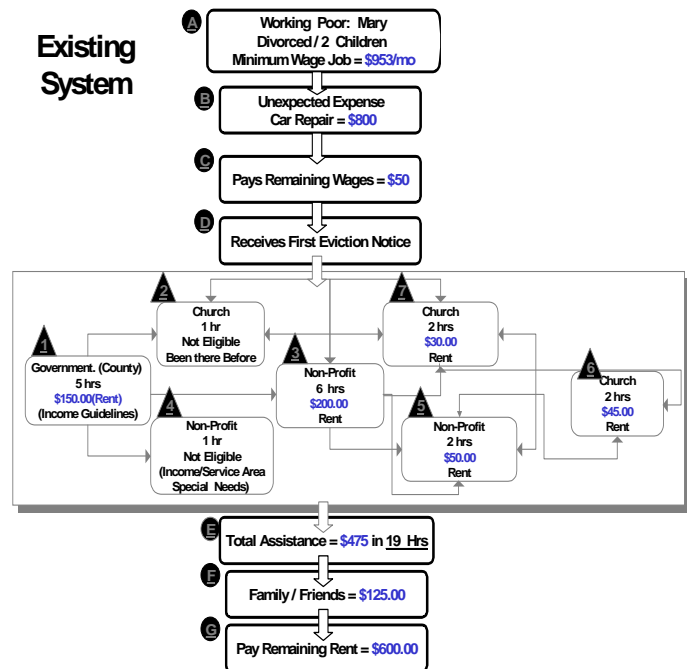 Existing
System
A
Working Poor: Mary
Divorced / 2 Children
Minimum Wage Job = $953/mo
B
Unexpected Expense
Car Repair = $800
C
Pays Remaining Wages = $50
D
Receives First Eviction Notice
1
Government. (County)
5 hrs
$150.00(Rent)
(Income Guidelines)
2
Church
1 hr
Not Eligible
Been there Before
3
Non-Profit
6 hrs
$200.00
Rent
4
Non-Profit
1 hr
Not Eligible
(Income/Service Area
Special Needs)
5
Non-Profit
2 hrs
$50.00
Rent
6
Church
2 hrs
$45.00
Rent
7
Church
2 hrs
$30.00
Rent
E
Total Assistance = $475 in 19 Hrs
F
Family / Friends = $125.00
G
Pay Remaining Rent = $600.00